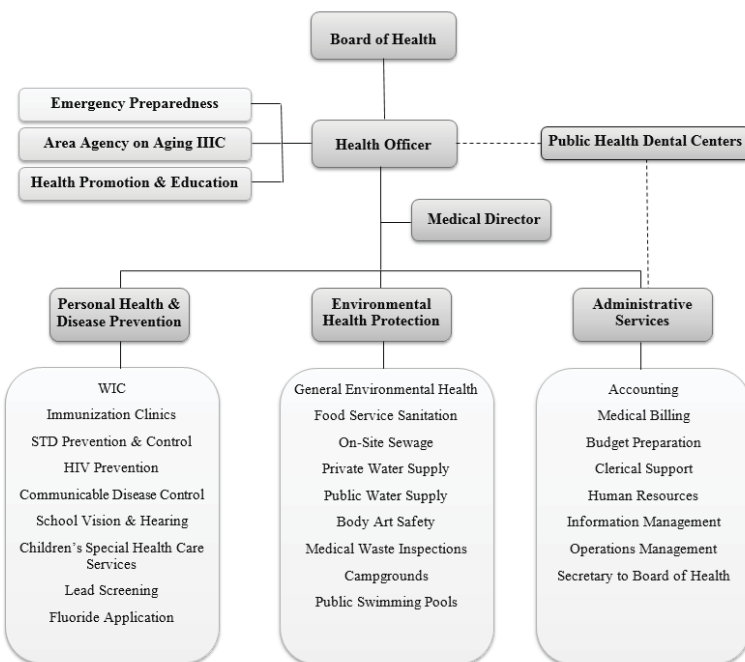 Board of Health
Emergency Preparedness
Area Agency on Aging IIIC
Health Promotion & Education
Health Officer
Public Health Dental Centers
Medical Director
Personal Health &
Disease Prevention
WIC
Immunization Clinics
STD Prevention & Control
HIV Prevention
Communicable Disease Control
School Vision & Hearing
Children's Special Health Care
Services
Lead Screening
Fluoride Application
Environmental
Health Protection
General Environmental Health
Food Service Sanitation
On-Site Sewage
Private Water Supply
Public Water Supply
Body Art Safety
Medical Waste Inspections
Campgrounds
Public Swimming Pools
Administrative
Services
Accounting
Medical Billing
Budget Preparation
Clerical Support
Human Resources
Information Management
Operations Management
Secretary to Board of Health